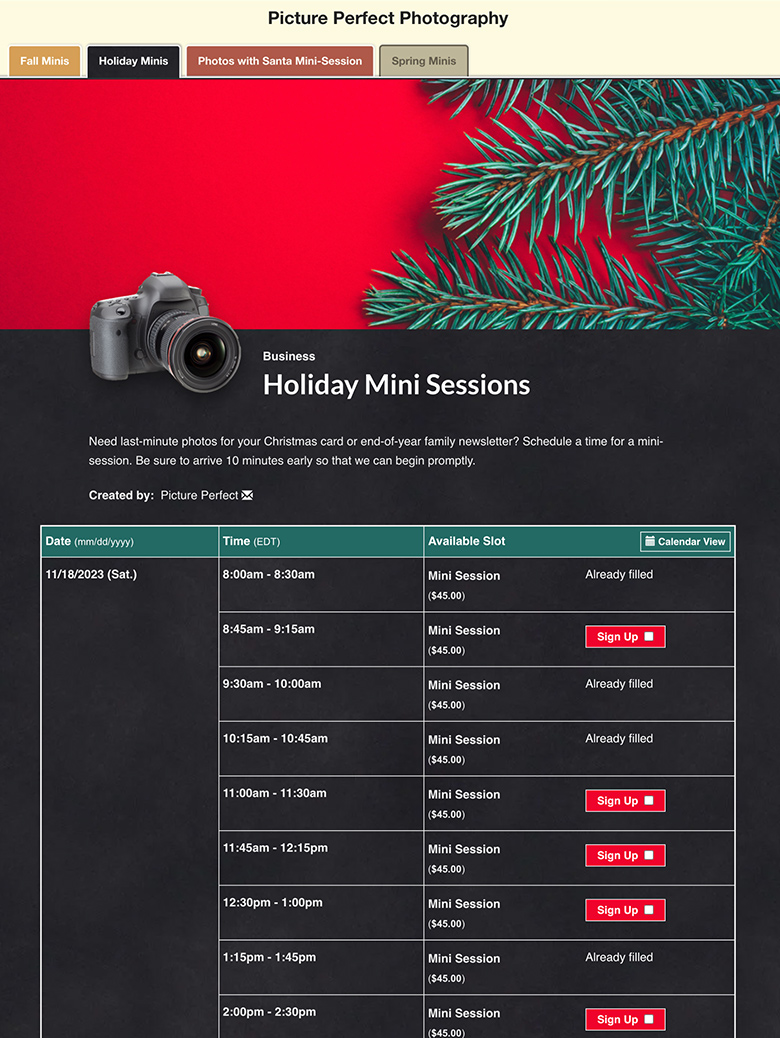 Picture Perfect Photography
Fall Minis
Holiday Minis
Photos with Santa Mini-Session
Spring Minis
Business
Holiday Mini Sessions
Need last-minute photos for your Christmas card or end-of-year family newsletter? Schedule a time for a mini-
session. Be sure to arrive 10 minutes early so that we can begin promptly.
Created by: Picture Perfect
Date (mm/dd/yyyy) Time (EDT) Available Slot Calendar View
11/18/2023 (Sat.) 8:00am - 8:30am Mini Session Already filled
($45.00)
8:45am - 9:15am Mini Session Sign Up
($45.00)
9:30am - 10:00am Mini Session Already filled
($45.00)
10:15am - 10:45am Mini Session Already filled
($45.00)
11:00am - 11:30am Mini Session Sign Up
($45.00)
11:45am - 12:15pm Mini Session Sign Up
($45.00)
12:30pm - 1:00pm Mini Session Sign Up
($45.00)
1:15pm - 1:45pm Mini Session Already filled
($45.00)
2:00pm - 2:30pm Mini Session Sign Up
($45.00)